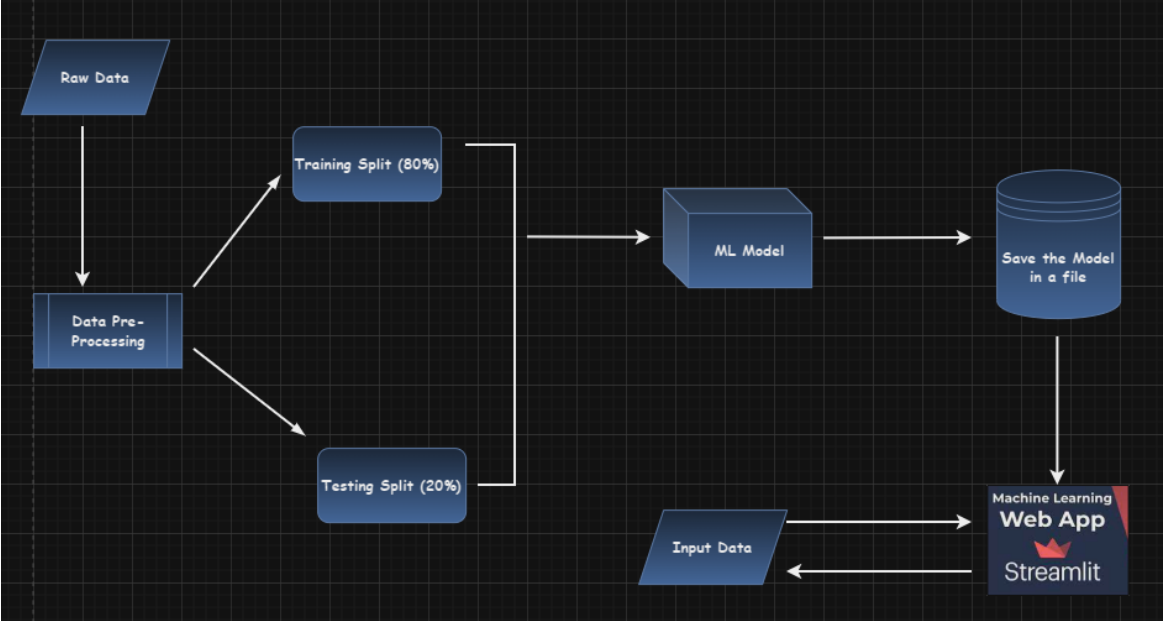 Raw Data
Training Split (80%)
ML Model
Save the Model
in a file
Data Pre-
Processing
Testing Split (20%)
Input Data
Machine Learning
Web App
Streamlit